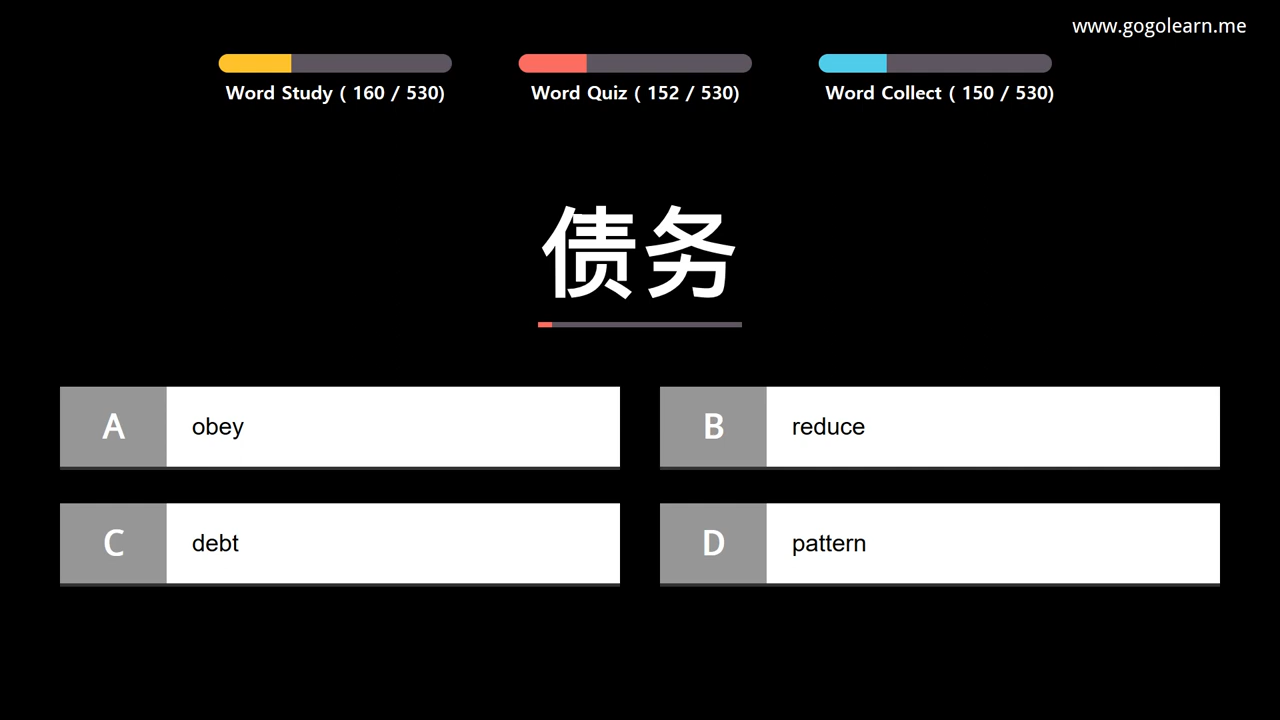 www.gogolearn.me
Word Study ( 160 / 530)
Word Quiz ( 152 / 530)
Word Collect ( 150 / 530)
债务
A obey
B reduce
C debt
D pattern